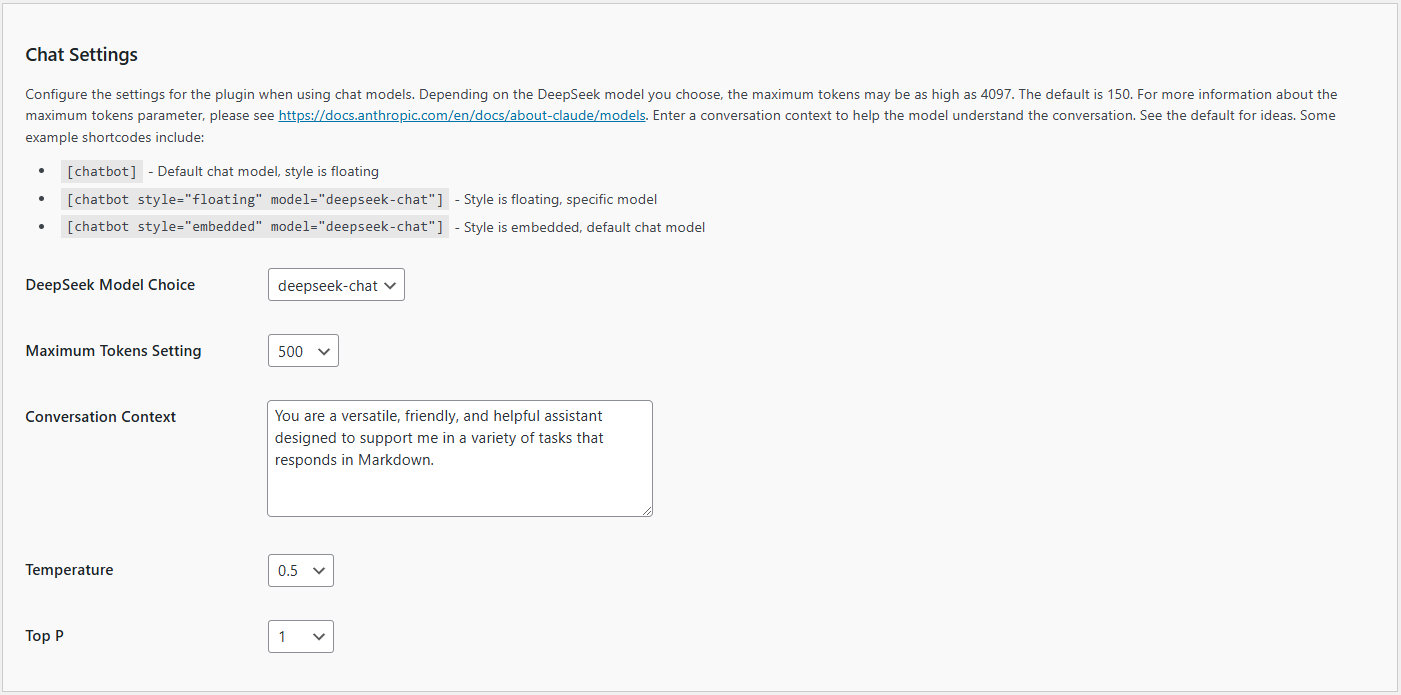 Chat Settings
Configure the settings for the plugin when using chat models. Depending on the DeepSeek model you choose, the maximum tokens may be as high as 4097. The default is 150. For more information about the
maximum tokens parameter, please see https://docs.anthropic.com/en/docs/about-claude/models. Enter a conversation context to help the model understand the conversation. See the default for ideas. Some
example shortcodes include:
[chatbot] - Default chat model, style is floating
[chatbot style="floating" model="deepseek-chat"] - Style is floating, specific model
[chatbot style="embedded" model="deepseek-chat"] - Style is embedded, default chat model
DeepSeek Model Choice deepseek-chat
Maximum Tokens Setting 500
Conversation Context You are a versatile, friendly, and helpful assistant
designed to support me in a variety of tasks that
responds in Markdown.
Temperature 0.5
Top P 1